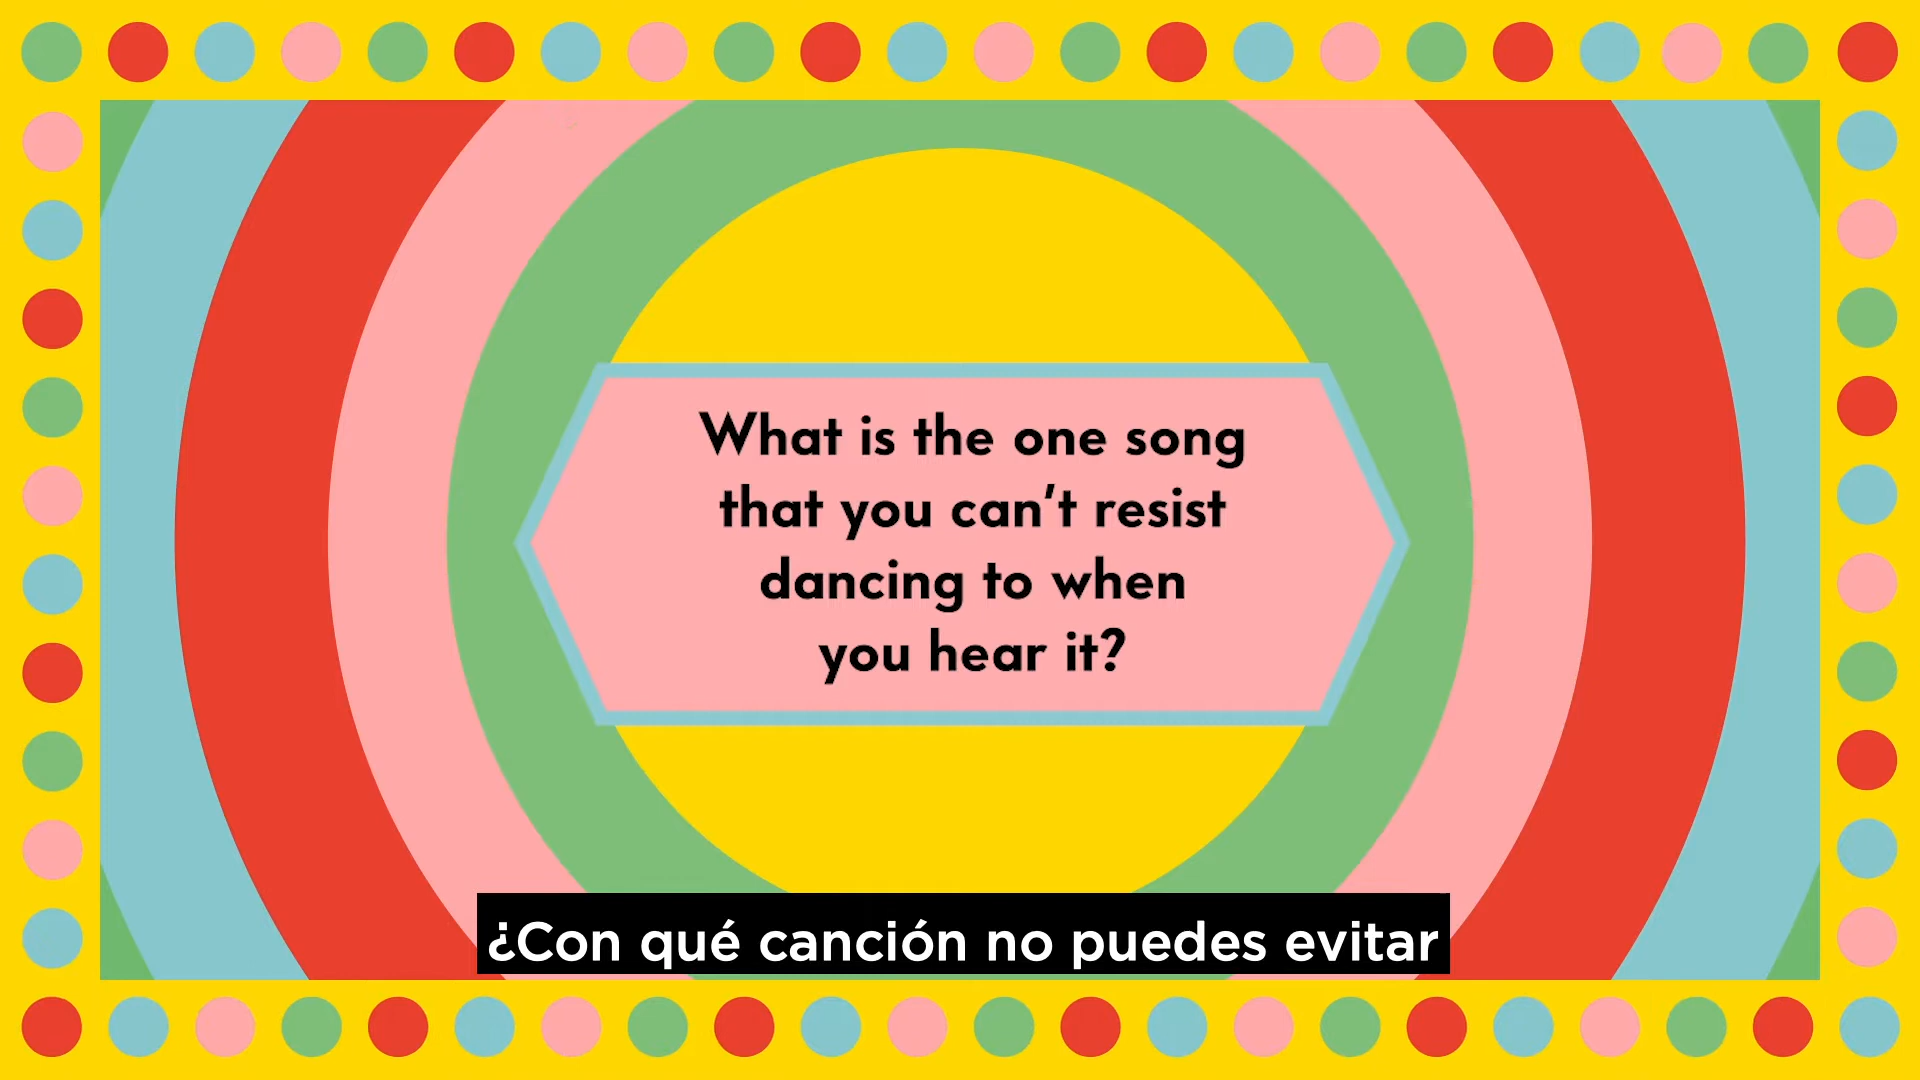 What is the one song
that you can't resist
dancing to when
you hear it?
¿Con qué canción no puedes evitar